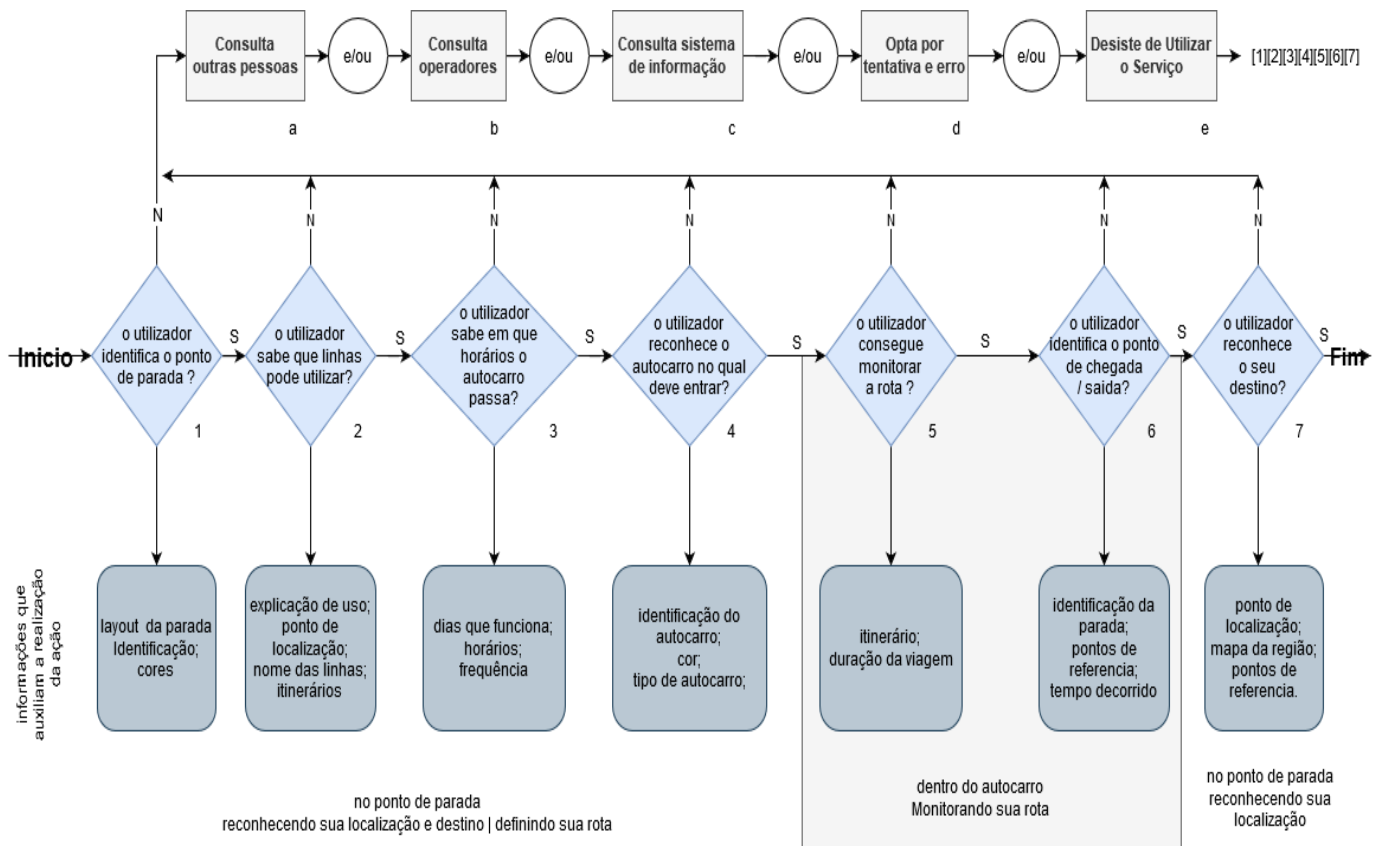 Consulta
outras pessoas
e/ou
Consulta
operadores
e/ou
Consulta sistema
de informação
e/ou
Opta por
tentativa e erro
e/ou
Desiste de Utilizar
o Serviço
[1][2][3][4][5][6][7]
a
b
c
d
e
N
N
N
N
N
N
N
Inicio
o utilizador
identifica o ponto
de parada ?
1
S
o utilizador
sabe que linhas
pode utilizar?
2
S
o utilizador
sabe em que
horários o
autocarro
passa?
3
S
o utilizador
reconhece o
autocarro no qual
deve entrar?
4
S
o utilizador
consegue
monitorar
a rota ?
5
S
o utilizador
identifica o ponto
de chegada
/ saida?
6
S
o utilizador
reconhece
o seu
destino?
7
S
Fim
informações que
auxiliam a realização
da ação
layout da parada
Identificação;
cores
explicação de uso;
ponto de
localização;
nome das linhas;
itinerários
dias que funciona;
horários;
frequência
identificação do
autocarro;
cor;
tipo de autocarro;
itinerário;
duração da viagem
identificação da
parada;
pontos de
referencia;
tempo decorrido
ponto de
localização;
mapa da região;
pontos de
referencia.
no ponto de parada
reconhecendo sua localização e destino | definindo sua rota
dentro do autocarro
Monitorando sua rota
no ponto de parada
reconhecendo sua
localização